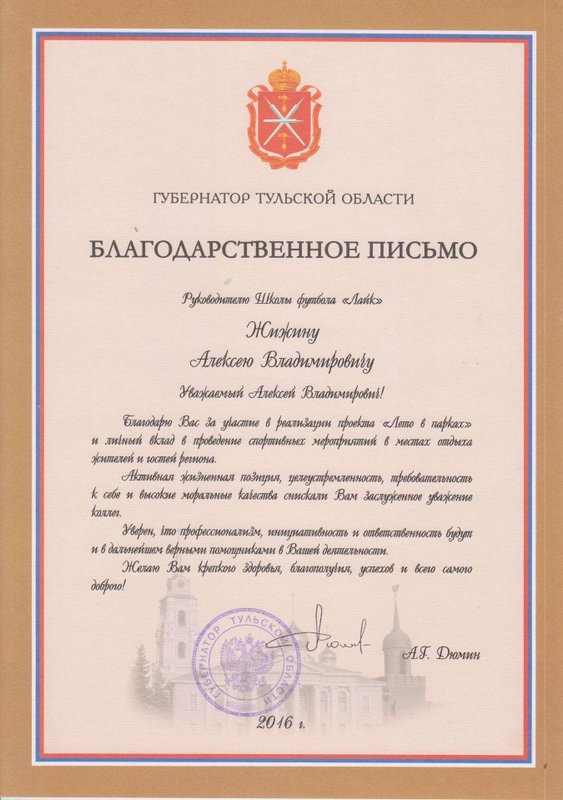 ГУБЕРНАТОР ТУЛЬСКОЙ ОБЛАСТИ
БЛАГОДАРСТВЕННОЕ ПИСЬМО
Руководителю Школы футбола «Лайк»
Жижину
Алексею Владимировичу
Уважаемый Алексей Владимирович!
Благодарю Вас за участие в реализации проекта «Лето в парках»
и личный вклад в проведение спортивных мероприятий в местах отдыха
жителей и гостей региона.
Активная жизненная позиция, целеустремленность, требовательность
к себе и высокие моральные качества снискали Вам заслуженное уважение
коллег.
Уверен, что профессионализм, инициативность и ответственность будут
и в дальнейшем верными помощниками в Вашей деятельности.
Желаю Вам крепкого здоровья, благополучия, успехов и всего самого
доброго!
ГУБЕРНАТОР ТУЛЬСКОЙ ОБЛАСТИ
А.Г. Дюмин
2016 г.